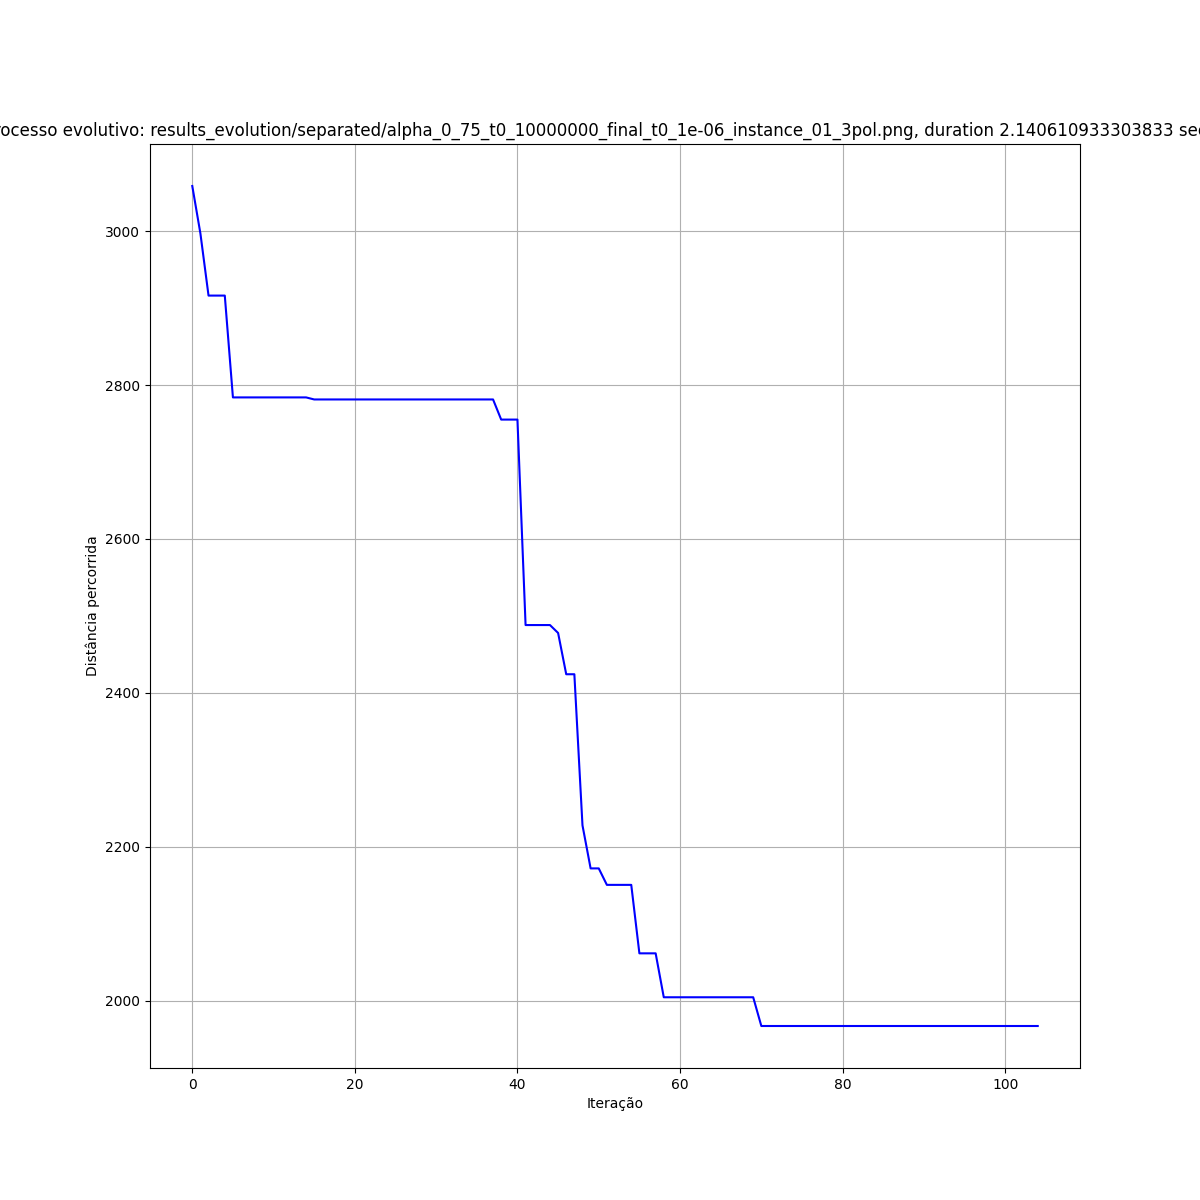 ocesso evolutivo: results_evolution/separated/alpha_0_75_t0_10000000_final_t0_1e-06_instance_01_3pol.png, duration 2.140610933303833 se
3000
2800
2600
2400
2200
2000
Distância percorrida
0 20 40 60 80 100
Iteração